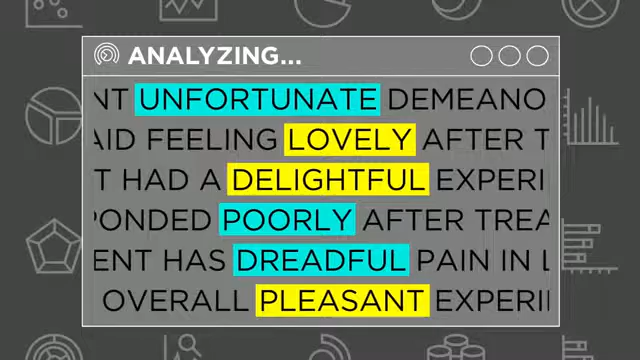 ANALYZING...
NT UNFORTUNATE DEMEANO
AID FEELING LOVELY AFTER T
T HAD A DELIGHTFUL EXPERI
PONDED POORLY AFTER TREA
ENT HAS DREADFUL PAIN IN L
OVERALL PLEASANT EXPERI